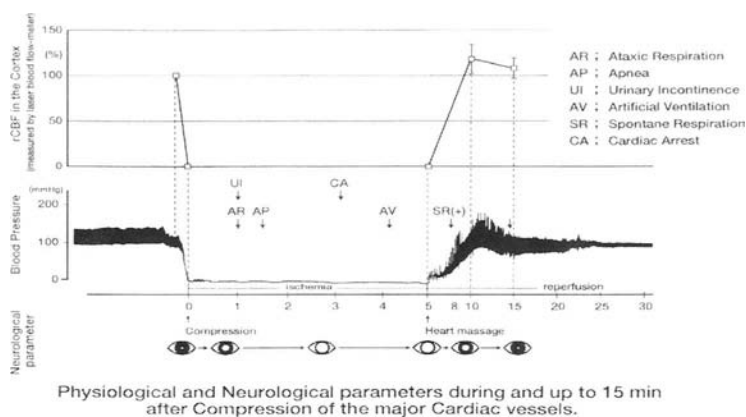 rCBF in the Cortex
(measured by laser blood flow-meter)
150
(%)
100
50
0
AR ; Ataxic Respiration
AP ; Apnea
UI ; Urinary Incontinence
AV ; Artificial Ventilation
SR ; Spontane Respiration
CA ; Cardiac Arrest
Blood Pressure
(mmHg)
200
100
0
UI
CA
AR AP
AV
SR(+)
ischemia
reperfusion
0 1 2 3 4 5 8 10 15 20 25 30
Neurological
parameter
Compression
Heart massage
Physiological and Neurological parameters during and up to 15 min
after Compression of the major Cardiac vessels.